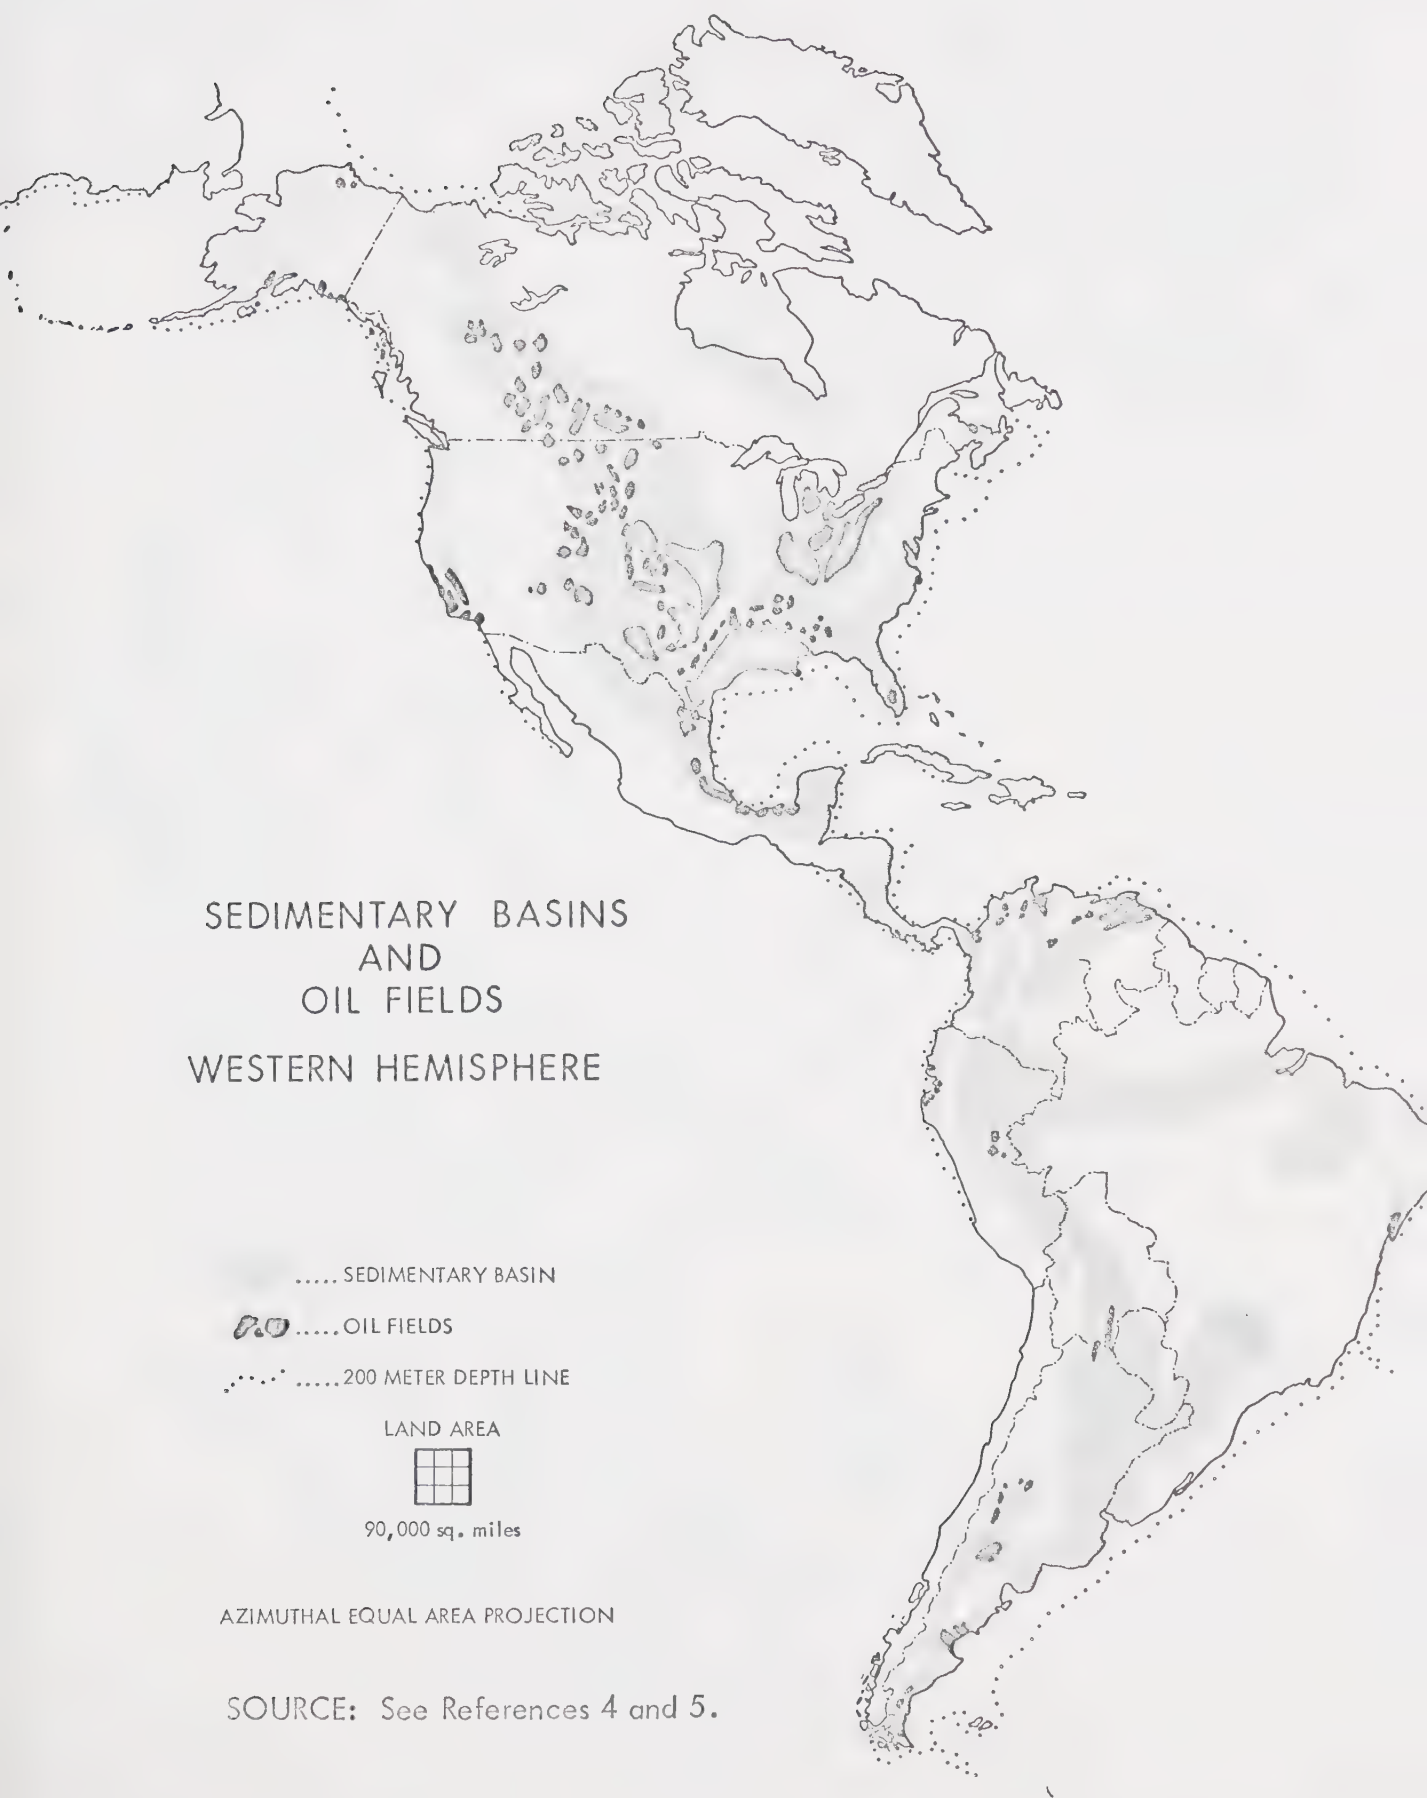 SEDIMENTARY BASINS
AND
OIL FIELDS
WESTERN HEMISPHERE
..... SEDIMENTARY BASIN
.....OIL FIELDS
.....200 METER DEPTH LINE
LAND AREA
90,000 sq. miles
AZIMUTHAL EQUAL AREA PROJECTION
SOURCE: See References 4 and 5.